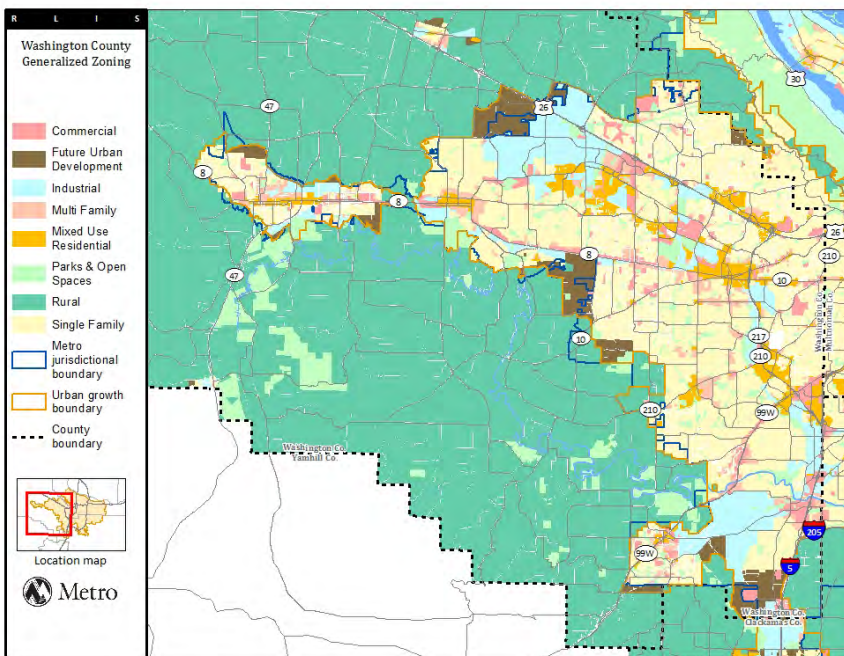 R L I S
Washington County
Generalized Zoning
Commercial
Future Urban
Development
Industrial
Multi Family
Mixed Use
Residential
Parks & Open
Spaces
Rural
Single Family
Metro
jurisdictional
boundary
Urban growth
boundary
County
boundary
Location map
Metro
30
47
26
8
8
47
8
26
210
10
Washington Co.
Multnomah Co.
217
210
10
99W
210
Washington Co.
Yamhill Co.
205
99W
5
Washington Co.
Clackamas Co.